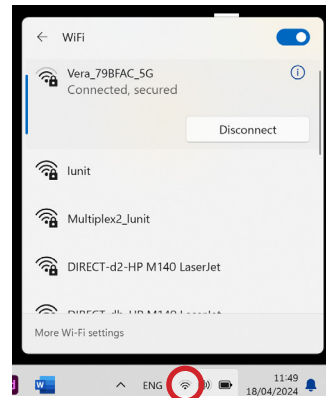 WiFi
Vera_79BFAC_5G
Connected, secured
Disconnect
lunit
Multiplex2_lunit
DIRECT-d2-HP M140 LaserJet
More Wi-Fi settings
ENG
11:49
18/04/2024